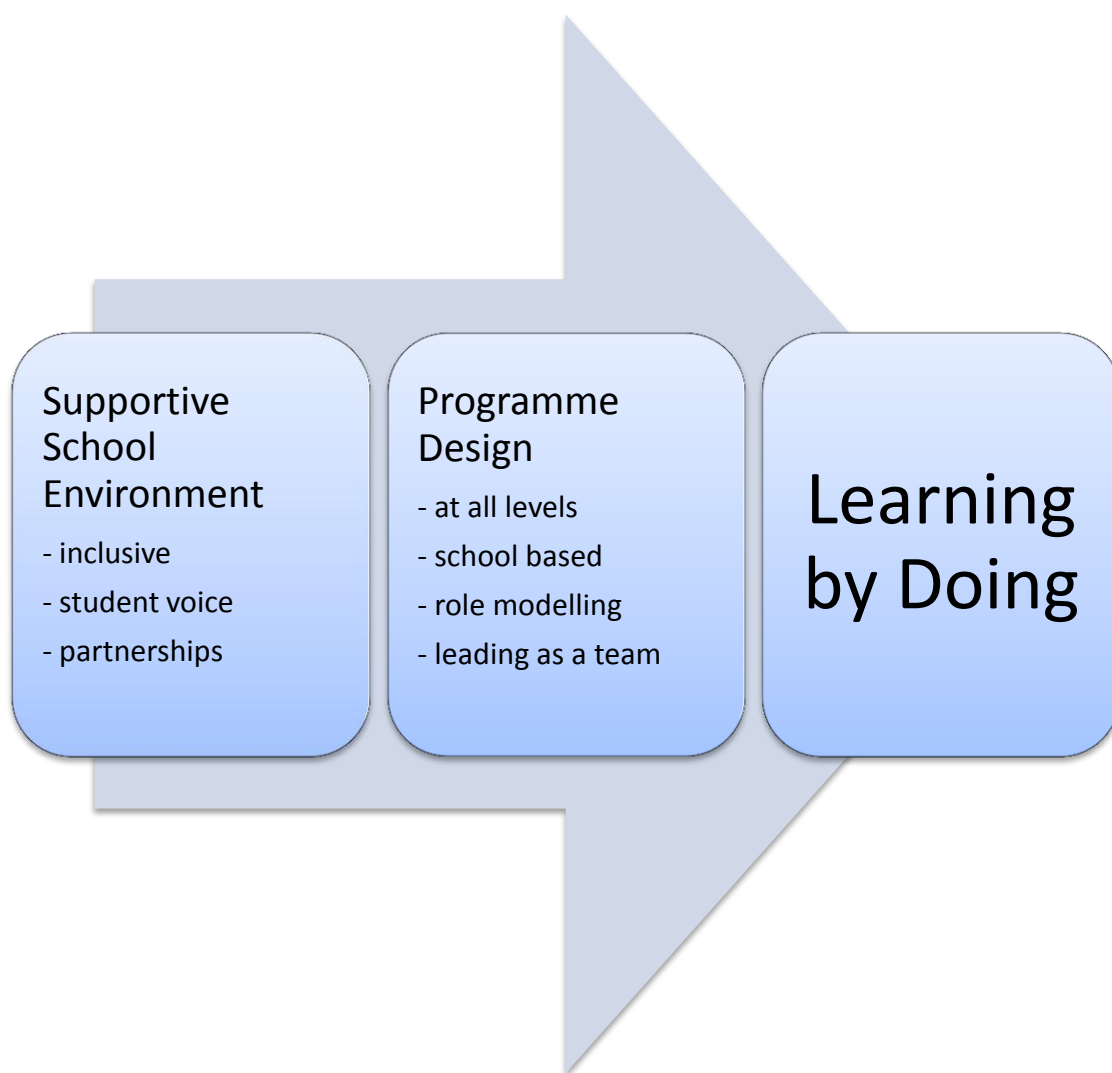 Supportive
School
Environment
- inclusive
- student voice
- partnerships
Programme
Design
- at all levels
- school based
- role modelling
- leading as a team
Learning
by Doing